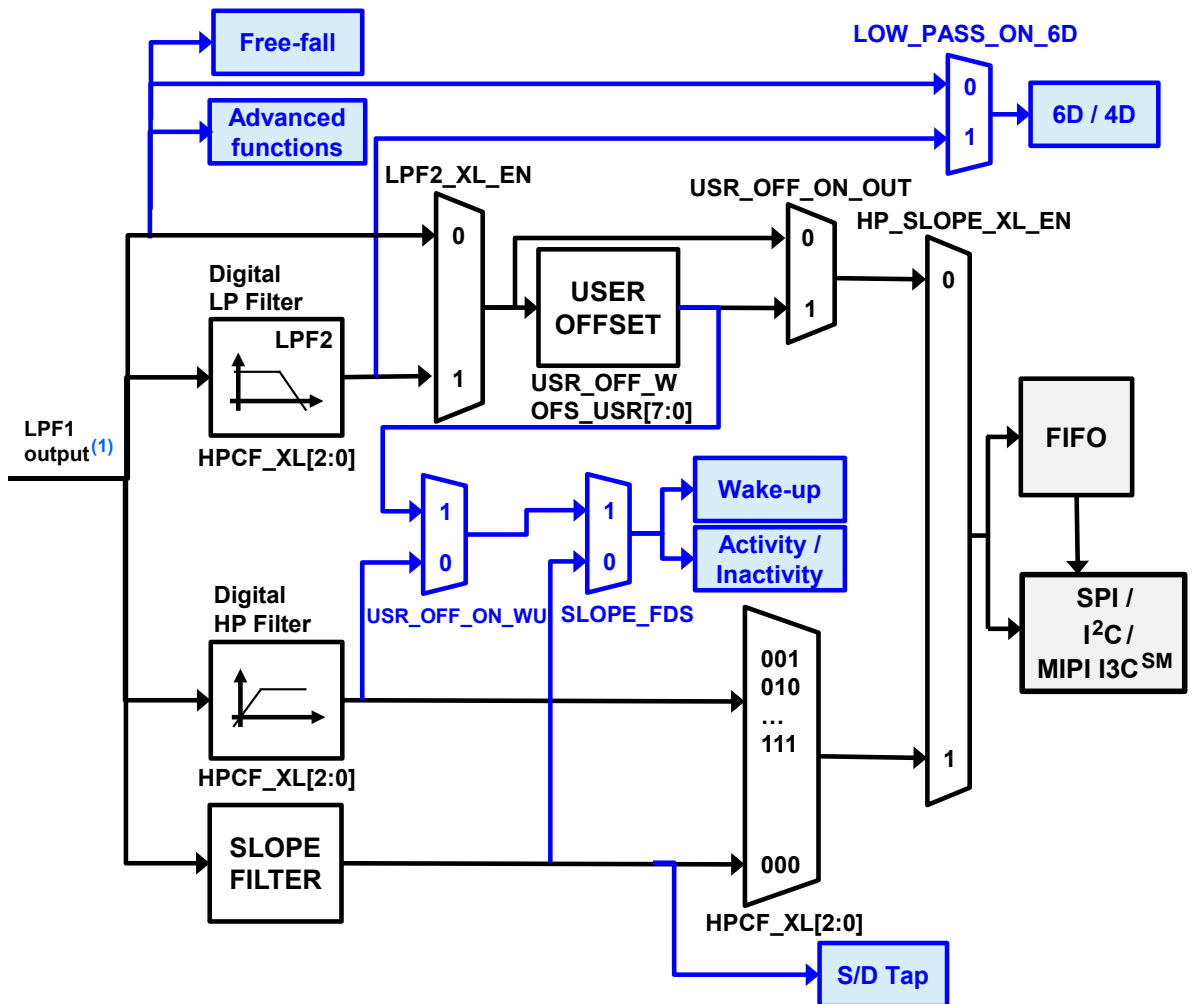 Free-fall
LOW_PASS_ON_6D
0
6D / 4D
Advanced
functions
1
LPF2_XL_EN
USR_OFF_ON_OUT
HP_SLOPE_XL_EN
0
0
0
Digital
LP Filter
LPF2
USER
OFFSET
1
1
USR_OFF_W
OFS_USR[7:0]
LPF1
output(1)
HPCF_XL[2:0]
FIFO
Wake-up
1
1
Activity /
Inactivity
0
0
USR_OFF_ON_WU
SLOPE_FDS
Digital
HP Filter
SPI /
I2C /
MIPI I3CSM
001
010
...
111
1
HPCF_XL[2:0]
SLOPE
FILTER
000
HPCF_XL[2:0]
S/D Tap